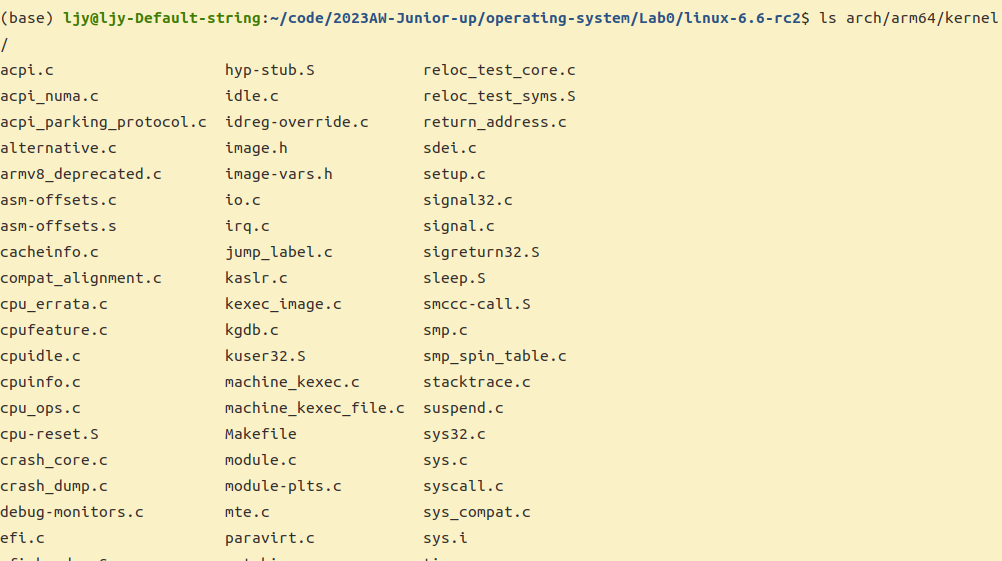 (base) ljy@ljy-Default-string:~/code/2023AW-Junior-up/operating-system/Lab0/linux-6.6-rc2$ ls arch/arm64/kernel
/
acpi.c hyp-stub.S reloc_test_core.c
acpi_numa.c idle.c reloc_test_syms.S
acpi_parking_protocol.c idreg-override.c return_address.c
alternative.c image.h sdei.c
armv8_deprecated.c image-vars.h setup.c
asm-offsets.c io.c signal32.c
asm-offsets.s irq.c signal.c
cacheinfo.c jump_label.c sigreturn32.S
compat_alignment.c kaslr.c sleep.S
cpu_errata.c kexec_image.c smccc-call.S
cpufeature.c kgdb.c smp.c
cpuidle.c kuser32.S smp_spin_table.c
cpuinfo.c machine_kexec.c stacktrace.c
cpu_ops.c machine_kexec_file.c suspend.c
cpu-reset.S Makefile sys32.c
crash_core.c module.c sys.c
crash_dump.c module-plts.c syscall.c
debug-monitors.c mte.c sys_compat.c
efi.c paravirt.c sys.i